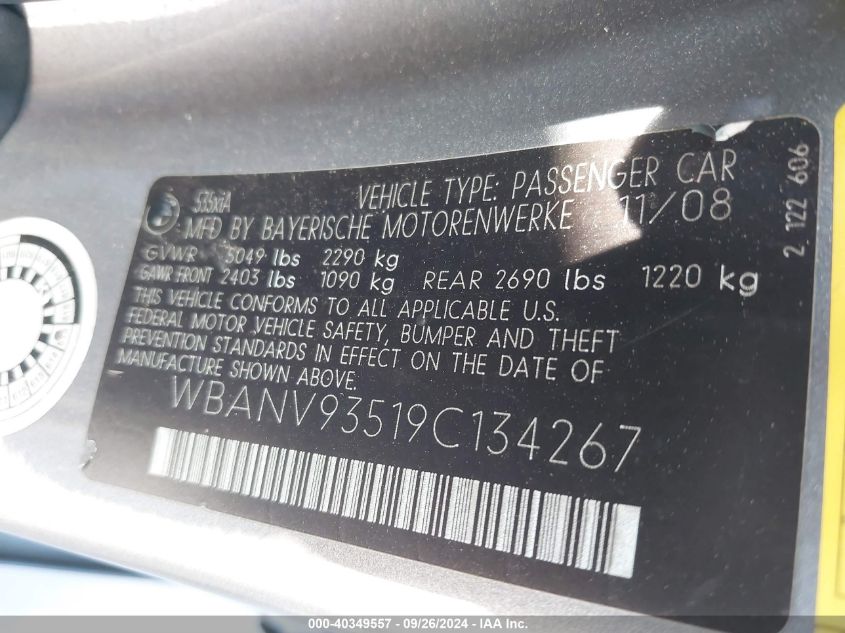 535xiA
VEHICLE TYPE: PASSENGER CAR
MFD BY BAYERISCHE MOTORENWERKE 11/08
GVWR 5049 lbs 2290 kg
GAWR FRONT 2403 lbs 1090 kg REAR 2690 lbs 1220 kg
THIS VEHICLE CONFORMS TO ALL APPLICABLE U.S.
FEDERAL MOTOR VEHICLE SAFETY, BUMPER AND THEFT
PREVENTION STANDARDS IN EFFECT ON THE DATE OF
MANUFACTURE SHOWN ABOVE.
WBANV93519C134267
2 122 606
000-40349557 - 09/26/2024 - IAA, Inc.